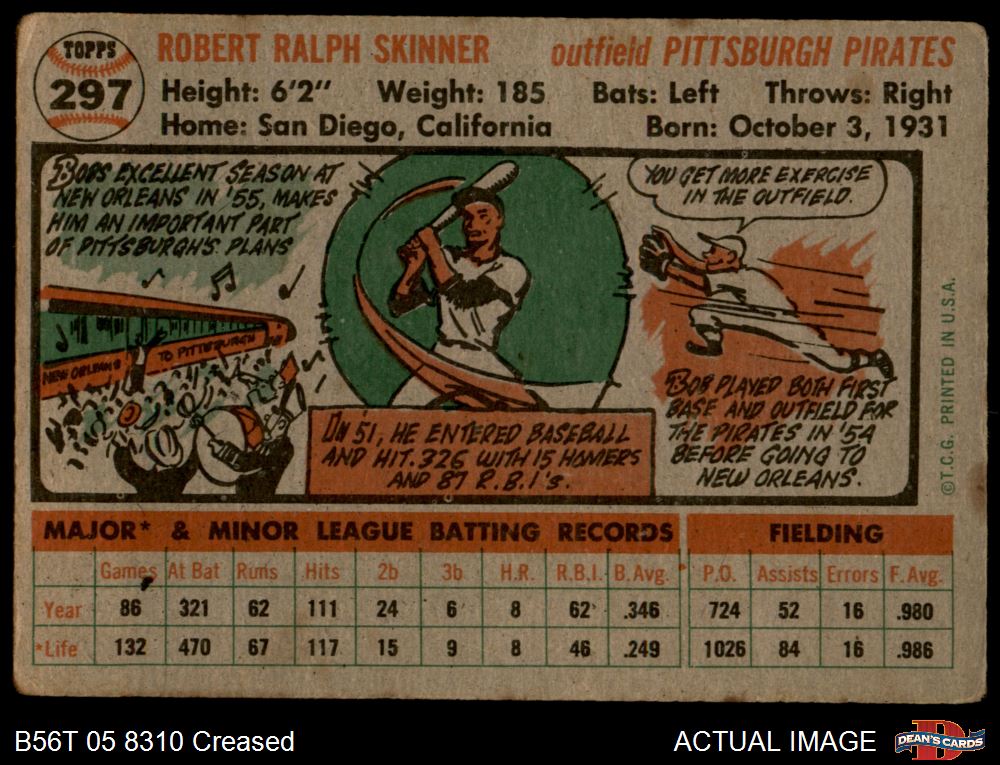 TOPPS
297
ROBERT RALPH SKINNER outfield PITTSBURGH PIRATES
Height: 6'2" Weight: 185 Bats: Left Throws: Right
Home: San Diego, California Born: October 3, 1931
BOB'S EXCELLENT SEASON AT
NEW ORLEANS IN '55, MAKES
HIM AN IMPORTANT PART
OF PITTSBURGH'S PLANS
NEW ORLEANS TO PITTSBURGH
IN '51, HE ENTERED BASEBALL
AND HIT .326 WITH 15 HOMERS
AND 87 R.B.I's.
YOU GET MORE EXERCISE
IN THE OUTFIELD.
BOB PLAYED BOTH FIRST
BASE AND OUTFIELD FOR
THE PIRATES IN '54
BEFORE GOING TO
NEW ORLEANS.
©T.C.G. PRINTED IN U.S.A.
MAJOR* & MINOR LEAGUE BATTING RECORDS FIELDING
Games At Bat Runs Hits 2b 3b H.R. R.B.I. B.Avg. P.O. Assists Errors F.Avg.
Year 86 321 62 111 24 6 8 62 .346 724 52 16 .980
*Life 132 470 67 117 15 9 8 46 .249 1026 84 16 .986
B56T 05 8310 Creased ACTUAL IMAGE DEAN'S CARDS